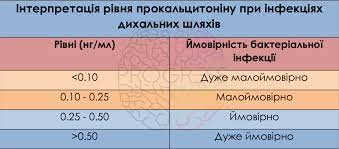 Інтерпретація рівня прокальцитоніну при інфекціях
дихальних шляхів
Рівні (нг/мл) Ймовірність бактеріальної
інфекції
<0.10 Дуже малоймовірно
0.10 - 0.25 Малоймовірно
0.25 - 0.50 Ймовірно
>0.50 Дуже ймовірно